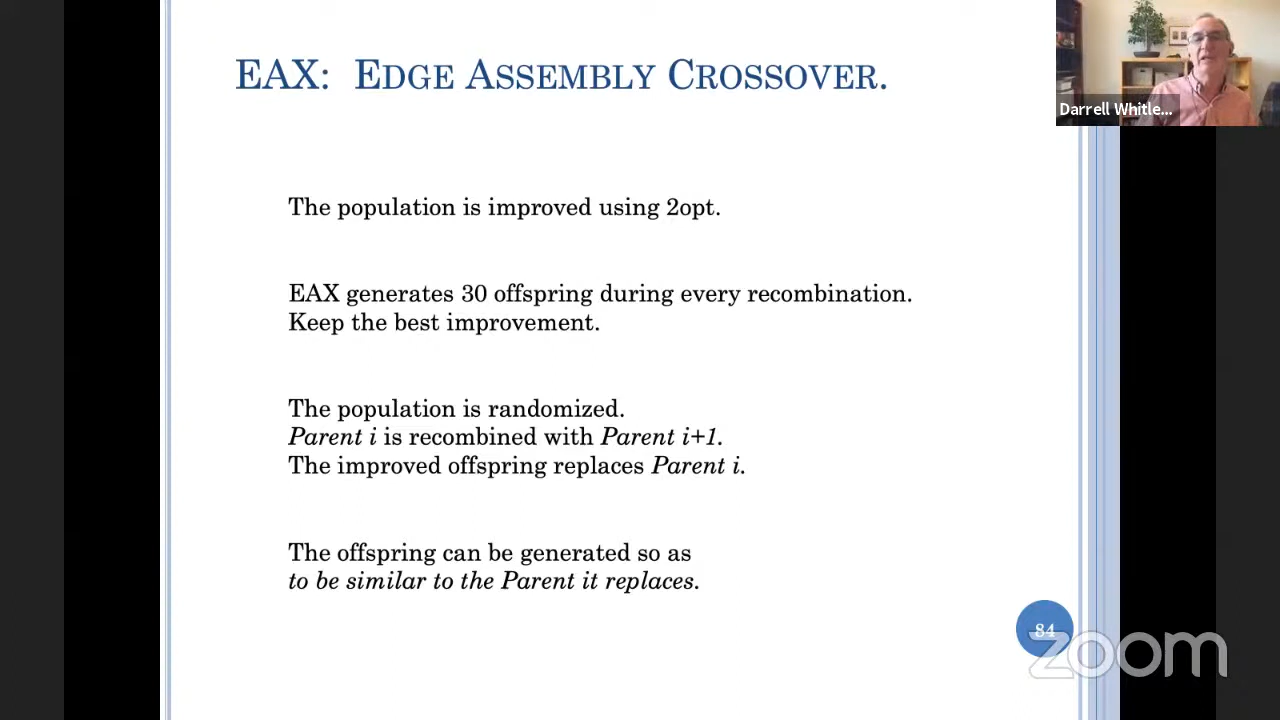 EAX: EDGE ASSEMBLY CROSSOVER.
Darrell Whitle...
The population is improved using 2opt.
EAX generates 30 offspring during every recombination.
Keep the best improvement.
The population is randomized.
Parent i is recombined with Parent i+1.
The improved offspring replaces Parent i.
The offspring can be generated so as
to be similar to the Parent it replaces.
84
zoom